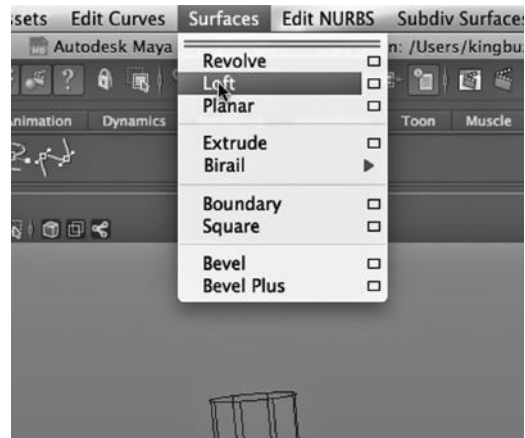 ssets Edit Curves Surfaces Edit NURBS Subdiv Surfaces
Autodesk Maya
n: /Users/kingbu
Revolve
Loft
Planar
nimation Dynamics
Toon Muscle
Extrude
Birail
Boundary
Square
Bevel
Bevel Plus